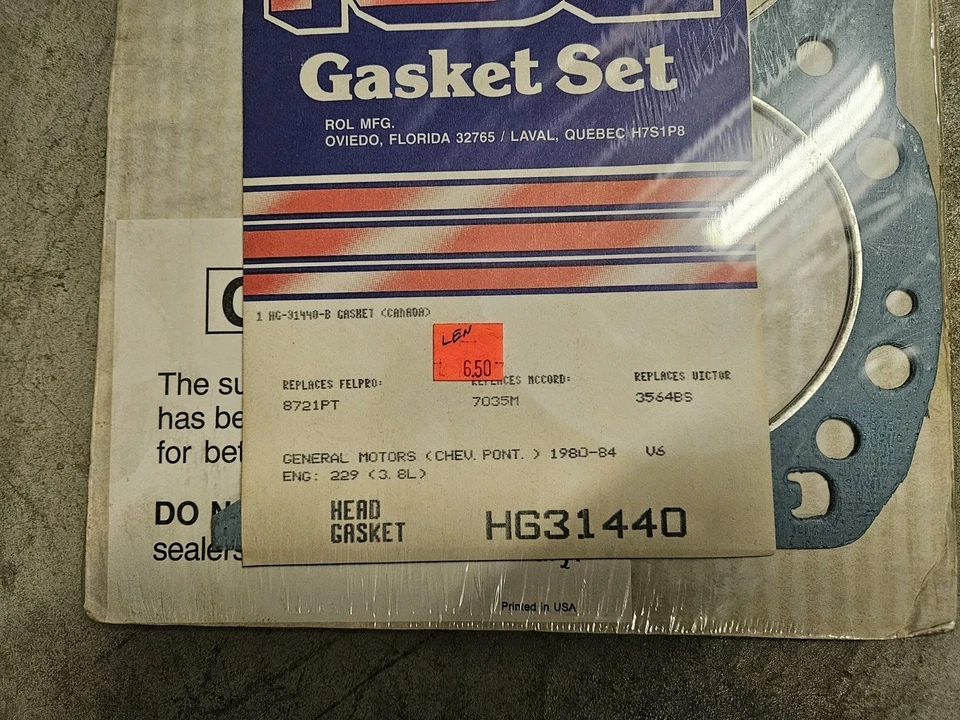 Gasket Set
ROL MFG.
OVIEDO, FLORIDA 32765 / LAVAL, QUEBEC H7S1P8
1 HG-31440-B GASKET (CANADA)
LEN
6.50
REPLACES FELPRO: REPLACES MCCORD: REPLACES VICTOR
8721PT 7035M 3564BS
The su
has be
for bet
GENERAL MOTORS (CHEV. PONT. ) 1980-84 V6
ENG: 229 (3.8L)
DO N
HEAD
GASKET
HG31440
sealers
Printed in USA